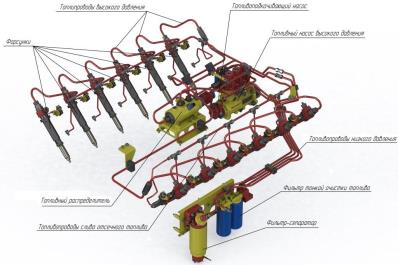 Топлипроводы высокого давления
Топливоподкачивающий насос
Форсунки
Топливный насос высокого давления
Топливопроводы низкого давления
Топливный распределитель
Фильтр тонкой очистки топлива
Топливопроводы слива отсечного топлива
Фильтр-сепаратор